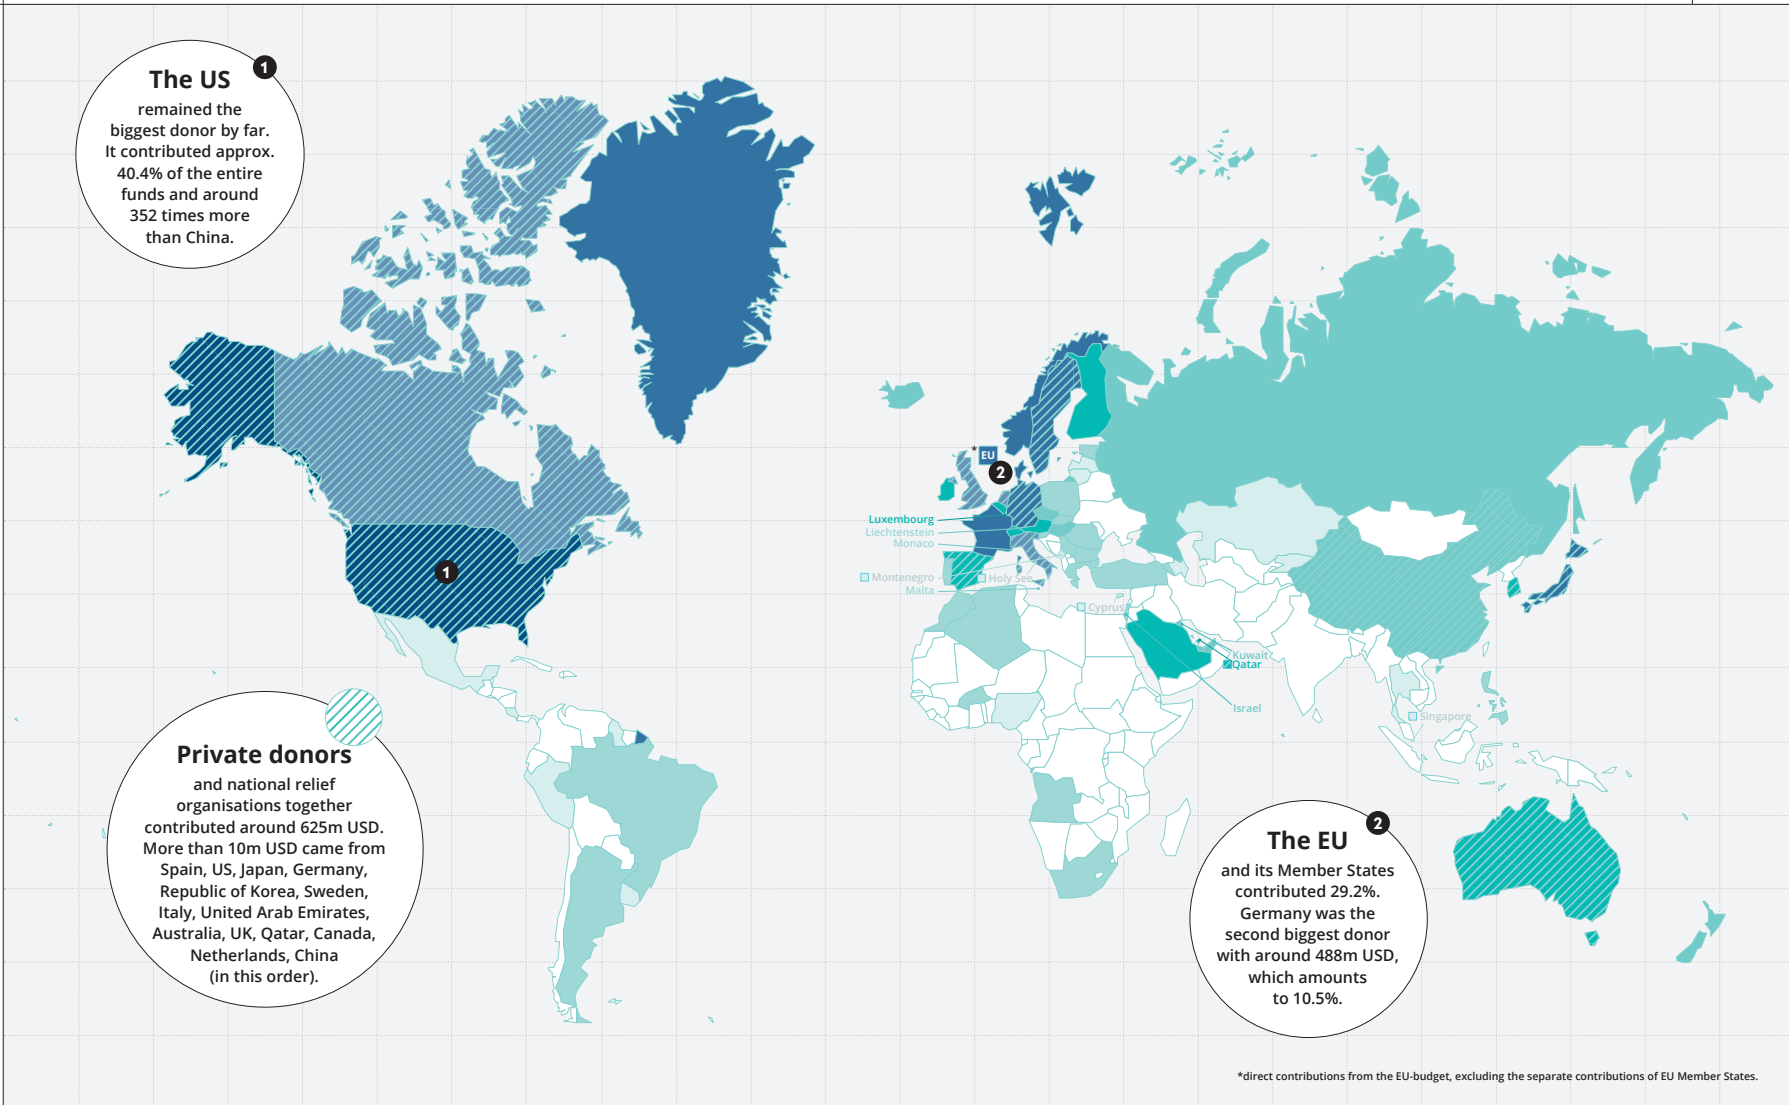 The US
1
remained the
biggest donor by far.
It contributed approx.
40.4% of the entire
funds and around
352 times more
than China.
* EU
2
Luxembourg
Liechtenstein
Monaco
Montenegro
Holy See
Malta
Cyprus
1
Kuwait
Qatar
Israel
Singapore
Private donors
and national relief
organisations together
contributed around 625m USD.
More than 10m USD came from
Spain, US, Japan, Germany,
Republic of Korea, Sweden,
Italy, United Arab Emirates,
Australia, UK, Qatar, Canada,
Netherlands, China
(in this order).
2
The EU
and its Member States
contributed 29.2%.
Germany was the
second biggest donor
with around 488m USD,
which amounts
to 10.5%.
*direct contributions from the EU-budget, excluding the separate contributions of EU Member States.